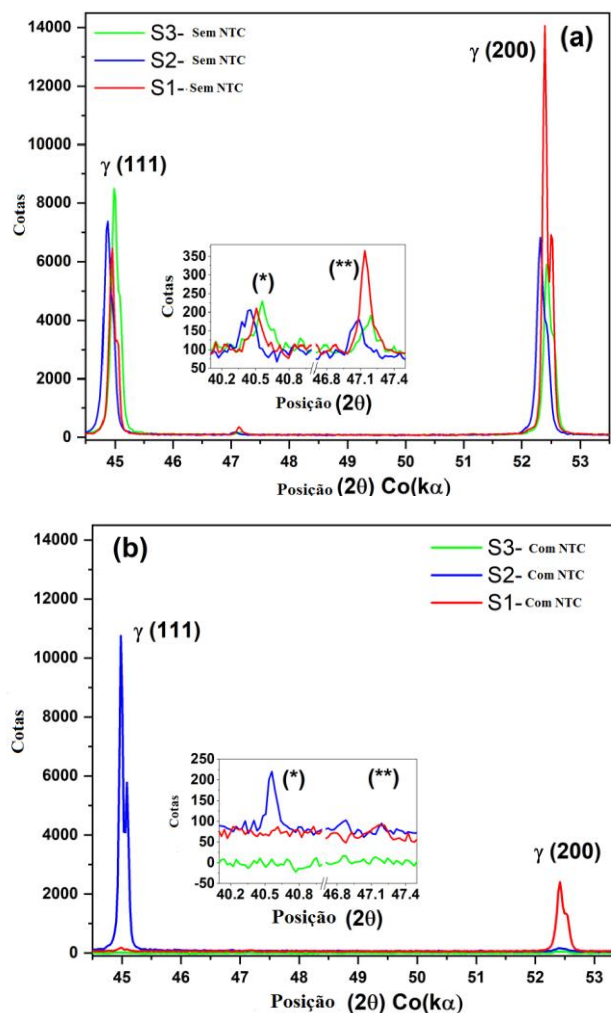 14000
12000
10000
8000
6000
4000
2000
0
Cotas
S3- Sem NTC
S2- Sem NTC
S1- Sem NTC
γ (200)
(a)
γ (111)
350
300
250
200
150
100
50
Cotas
(*)
(**)
40.2 40.5 40.8 46.8 47.1 47.4
Posição (2θ)
45 46 47 48 49 50 51 52 53
Posição (2θ) Co(kα)
14000
12000
10000
8000
6000
4000
2000
0
Cotas
(b)
S3- Com NTC
S2- Com NTC
S1- Com NTC
γ (111)
250
200
150
100
50
0
-50
Cotas
(*)
(**)
40.2 40.5 40.8 46.8 47.1 47.4
Posição (2θ)
γ (200)
45 46 47 48 49 50 51 52 53
Posição (2θ) Co(kα)